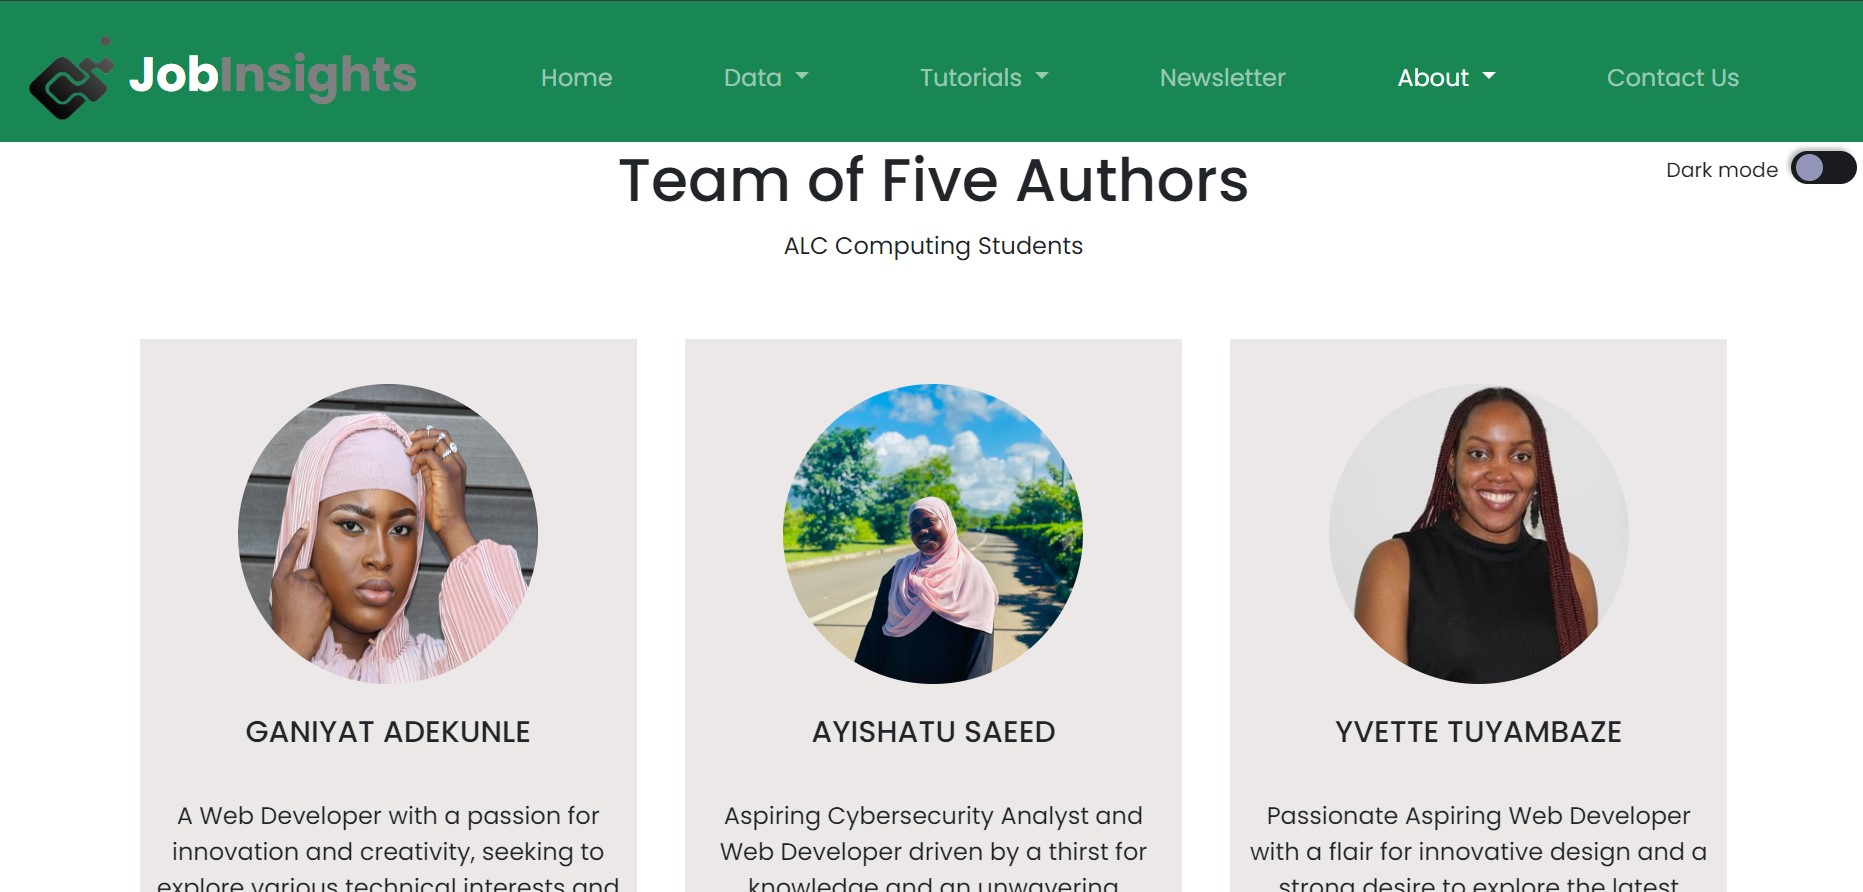 JobInsights
Home
Data
Tutorials
Newsletter
About
Contact Us
Team of Five Authors
Dark mode
ALC Computing Students
GANIYAT ADEKUNLE
A Web Developer with a passion for
innovation and creativity, seeking to
explore various technical interests and
AYISHATU SAEED
Aspiring Cybersecurity Analyst and
Web Developer driven by a thirst for
knowledge and an unwavering
YVETTE TUYAMBAZE
Passionate Aspiring Web Developer
with a flair for innovative design and a
strong desire to explore the latest